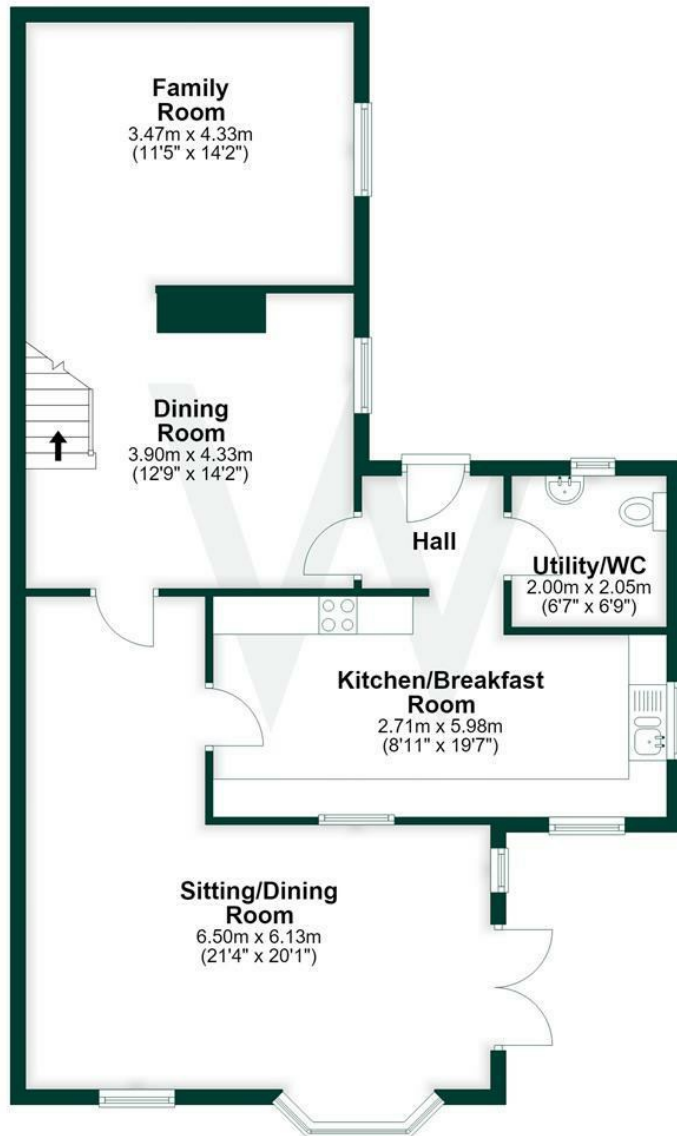 Family
Room
3.47m x 4.33m
(11'5" x 14'2")
Dining
Room
3.90m x 4.33m
(12'9" x 14'2")
Hall
Utility/WC
2.00m x 2.05m
(6'7" x 6'9")
Kitchen/Breakfast
Room
2.71m x 5.98m
(8'11" x 19'7")
Sitting/Dining
Room
6.50m x 6.13m
(21'4" x 20'1")
W